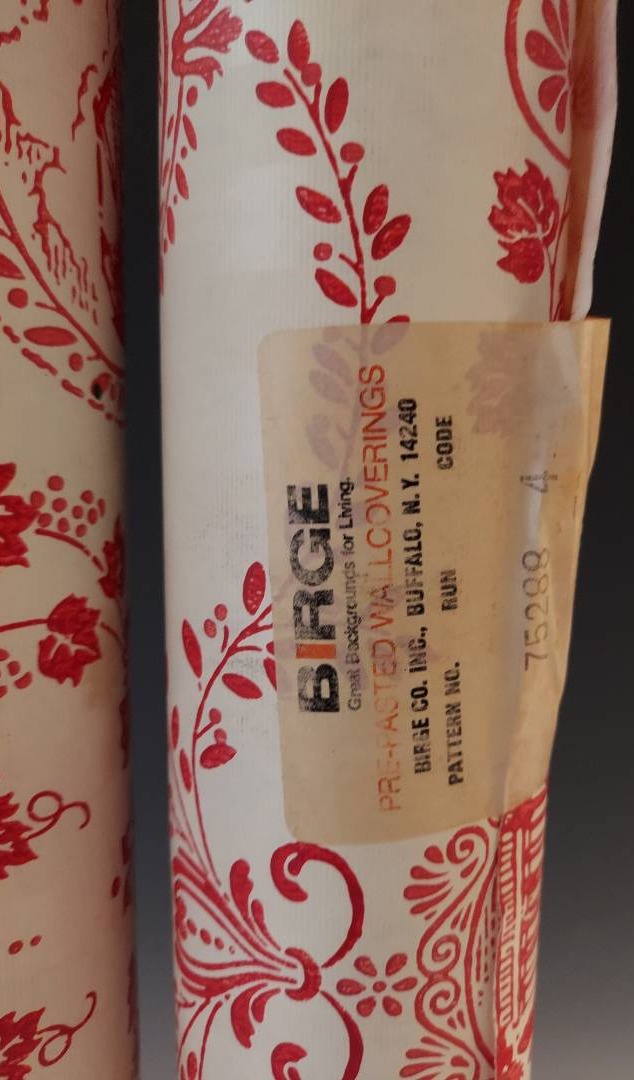 BIRGE
Great Backgrounds for Living.
PRE-PASTED WALLCOVERINGS
BIRGE CO. INC., BUFFALO, N.Y. 14240
PATTERN NO. RUN CODE
75288 4